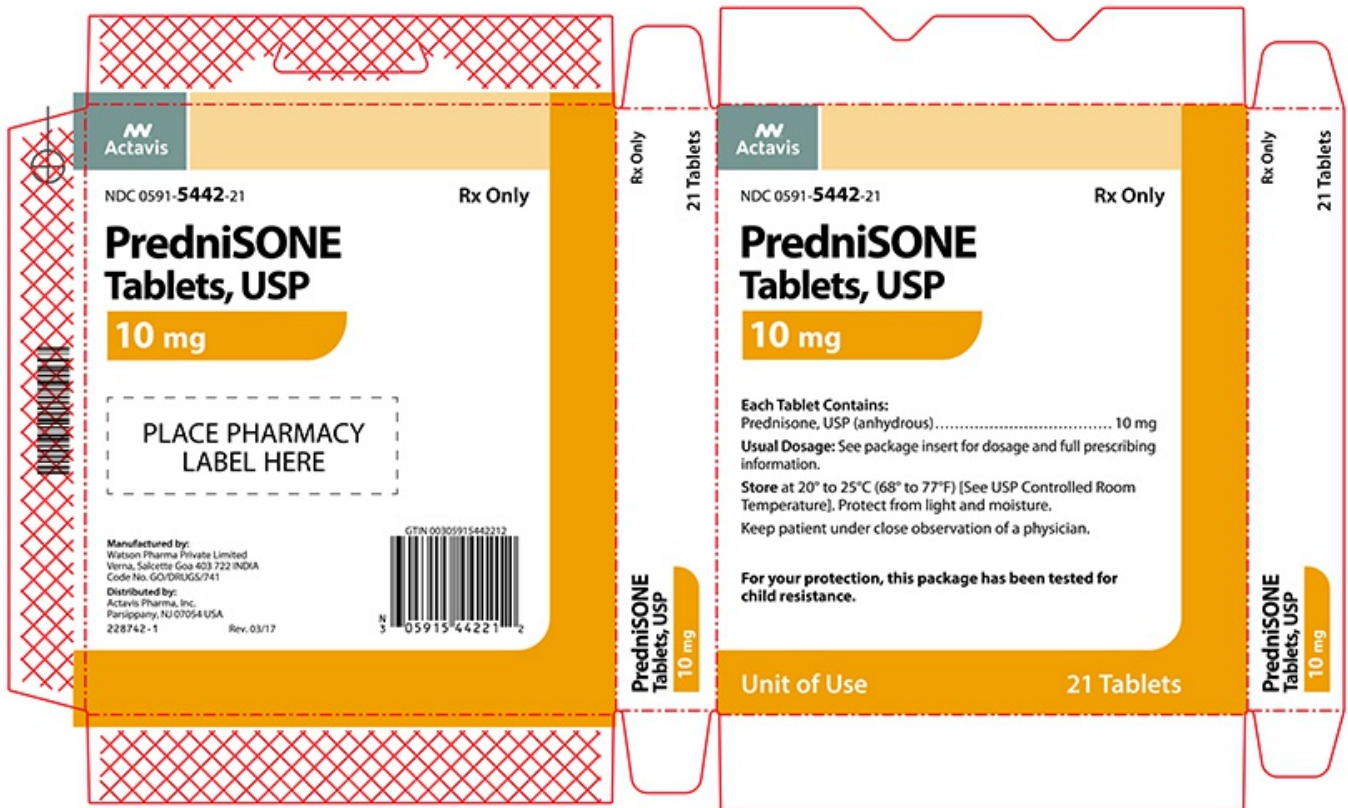 Actavis
NDC 0591-5442-21
Rx Only
PredniSONE
Tablets, USP
10 mg
PLACE PHARMACY
LABEL HERE
Manufactured by:
Watson Pharma Private Limited
Verna, Salcette Goa 403 722 INDIA
Code No. GO/DRUGS/741
Distributed by:
Actavis Pharma, Inc.
Parsippany, NJ 07054 USA
228742-1
Rev. 03/17
GTIN 00305915442212
N
3 05915 44221 2
Rx Only
21 Tablets
PredniSONE
Tablets, USP
10 mg
Actavis
NDC 0591-5442-21
Rx Only
PredniSONE
Tablets, USP
10 mg
Each Tablet Contains:
Prednisone, USP (anhydrous)..................................... 10 mg
Usual Dosage: See package insert for dosage and full prescribing
information.
Store at 20° to 25°C (68° to 77°F) [See USP Controlled Room
Temperature]. Protect from light and moisture.
Keep patient under close observation of a physician.
For your protection, this package has been tested for
child resistance.
Unit of Use
21 Tablets
Rx Only
21 Tablets
PredniSONE
Tablets, USP
10 mg